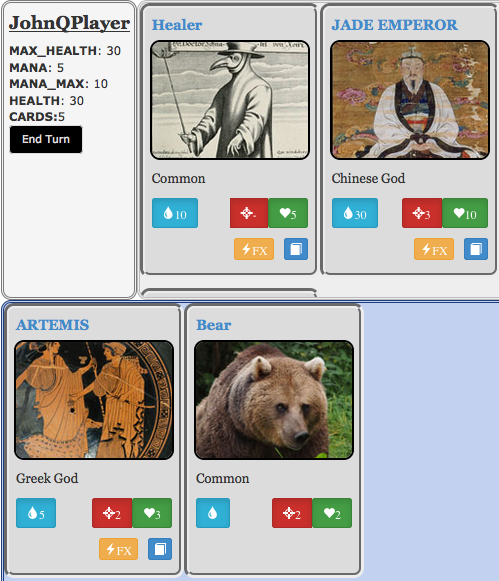 JohnQPlayer
MAX_HEALTH: 30
MANA: 5
MANA_MAX: 10
HEALTH: 30
CARDS:5
End Turn
Healer
Common
10
-
5
FX
JADE EMPEROR
Chinese God
30
3
10
FX
ARTEMIS
Greek God
5
2
3
FX
Bear
Common
2
2